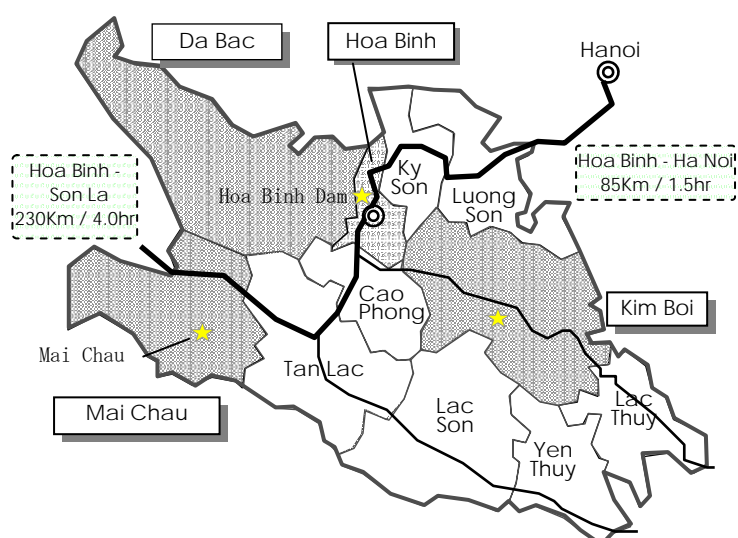 Da Bac
Hoa Binh
Hanoi
Hoa Binh -
Son La
230Km / 4.0hr
Hoa Binh - Ha Noi
85Km / 1.5hr
Ky
Son
Hoa Binh Dam
Luong
Son
Cao
Phong
Kim Boi
Mai Chau
Tan Lac
Mai Chau
Lac
Son
Lac
Thuy
Yen
Thuy